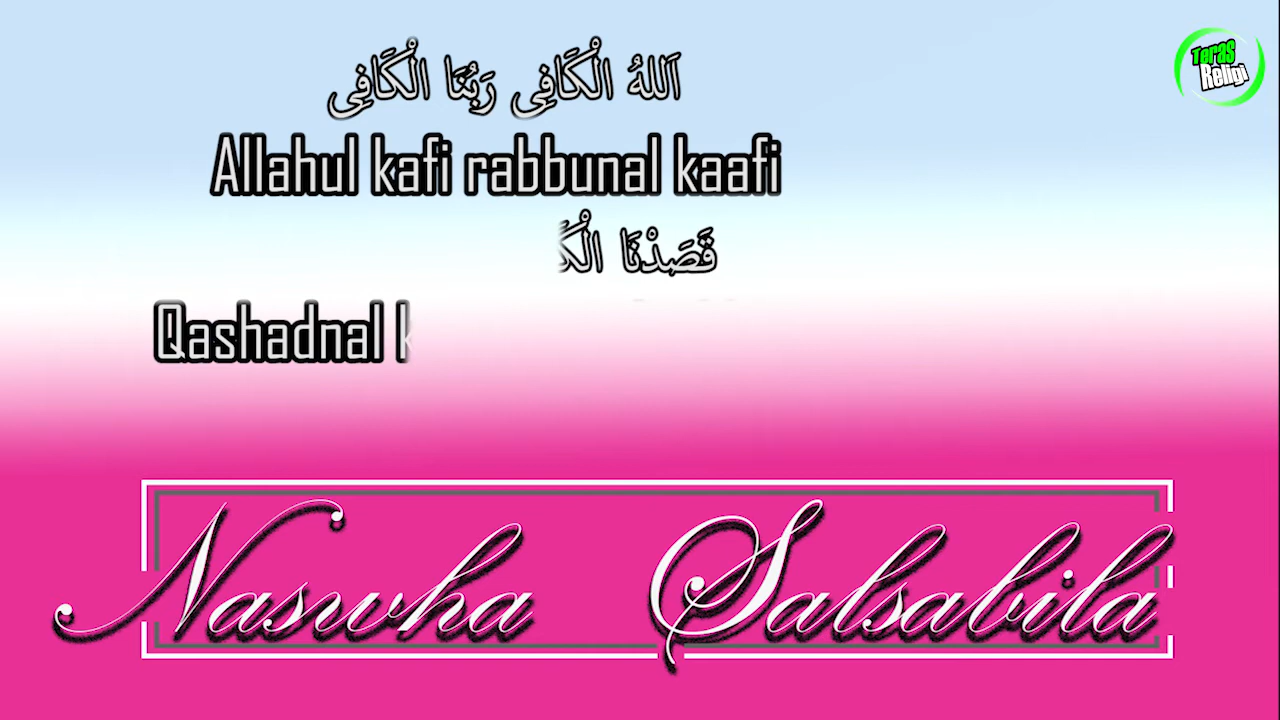 Teras
Religi
اَللهُ الْكَافِى رَبُّنَا الْكَافِى
Allahul kafi rabbunal kaafi
قَصَدْنَا
Qashadnal
Naswha Salsabila